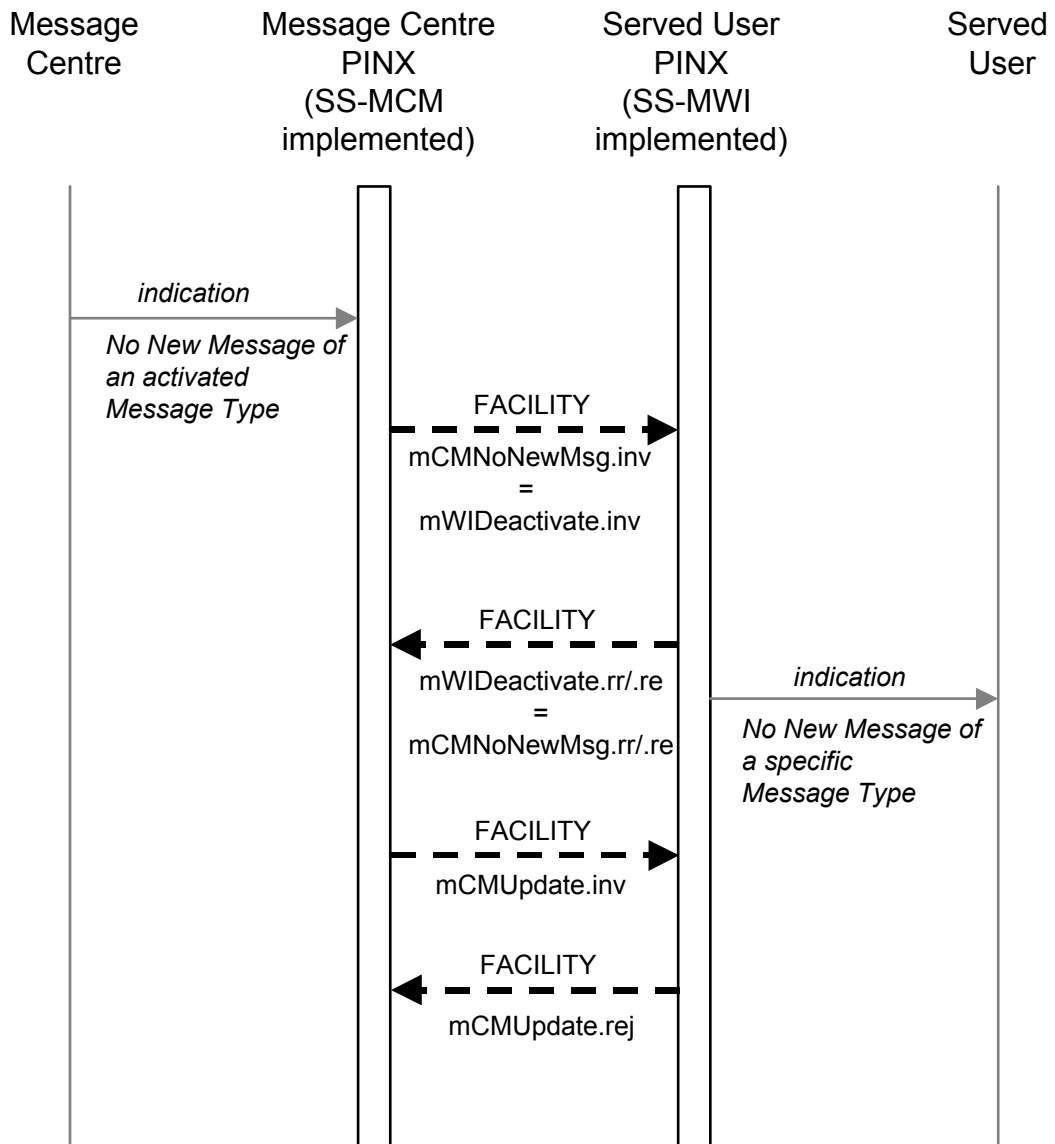 Message
Centre
Message Centre
PINX
(SS-MCM
implemented)
Served User
PINX
(SS-MWI
implemented)
Served
User
indication
No New Message of
an activated
Message Type
FACILITY
mCMNoNewMsg.inv
=
mWIDeactivate.inv
FACILITY
mWIDeactivate.rr/.re
=
mCMNoNewMsg.rr/.re
indication
No New Message of
a specific
Message Type
FACILITY
mCMUpdate.inv
FACILITY
mCMUpdate.rej